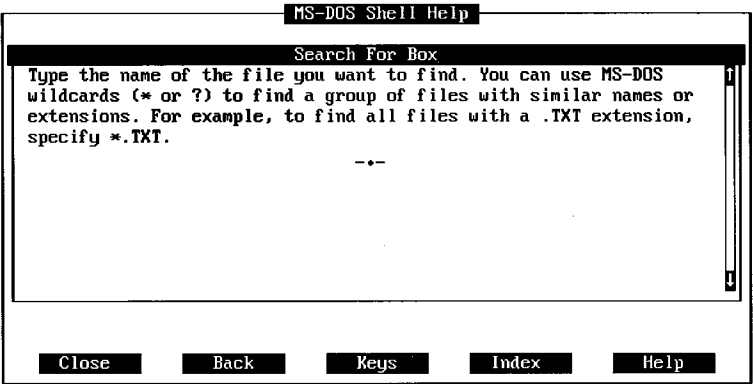 MS-DOS Shell Help
Search For Box
Type the name of the file you want to find. You can use MS-DOS
wildcards (* or ?) to find a group of files with similar names or
extensions. For example, to find all files with a .TXT extension,
specify *.TXT.
Close Back Keys Index Help